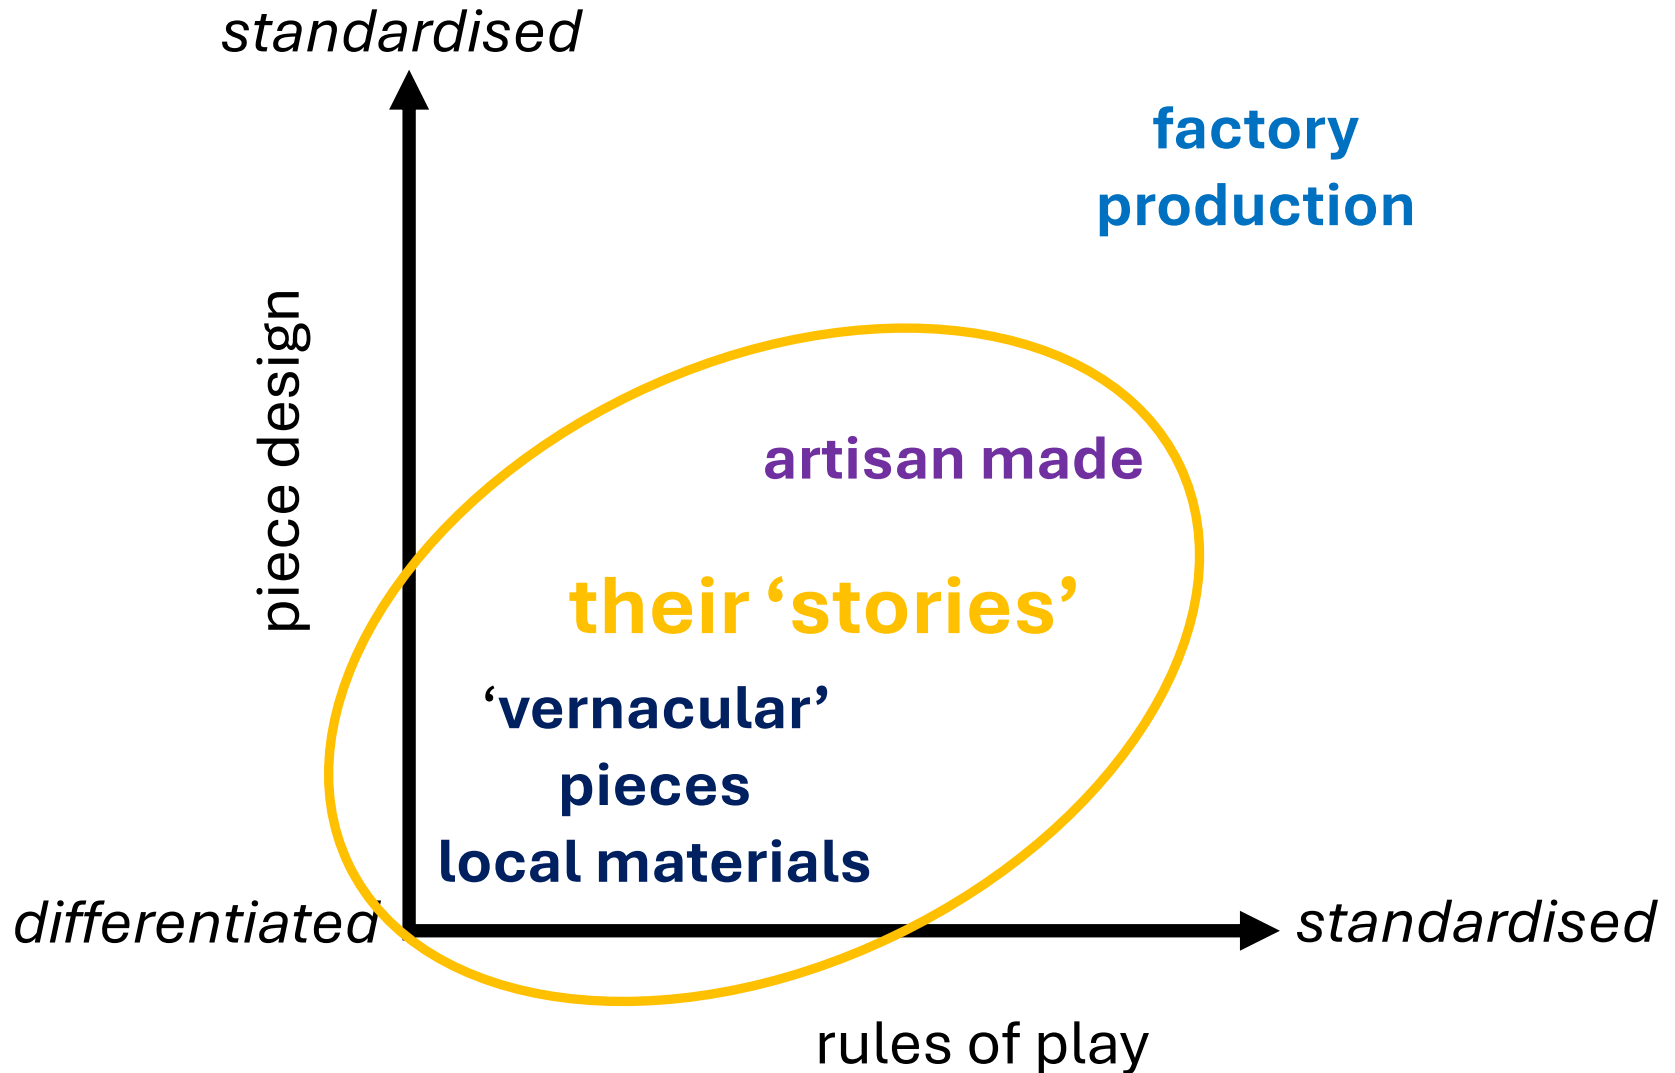 standardised
factory
production
piece design
artisan made
their ‘stories’
‘vernacular’
pieces
local materials
differentiated
standardised
rules of play